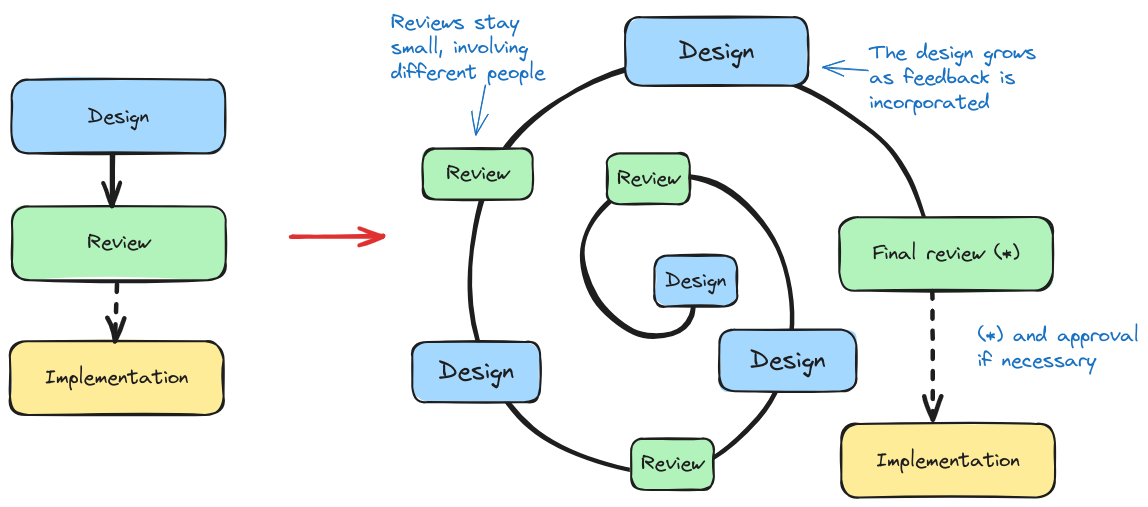 Design
Review
Implementation
Reviews stay
small, involving
different people
Design
The design grows
as feedback is
incorporated
Review
Review
Design
Final review (*)
(*) and approval
if necessary
Design
Design
Review
Implementation